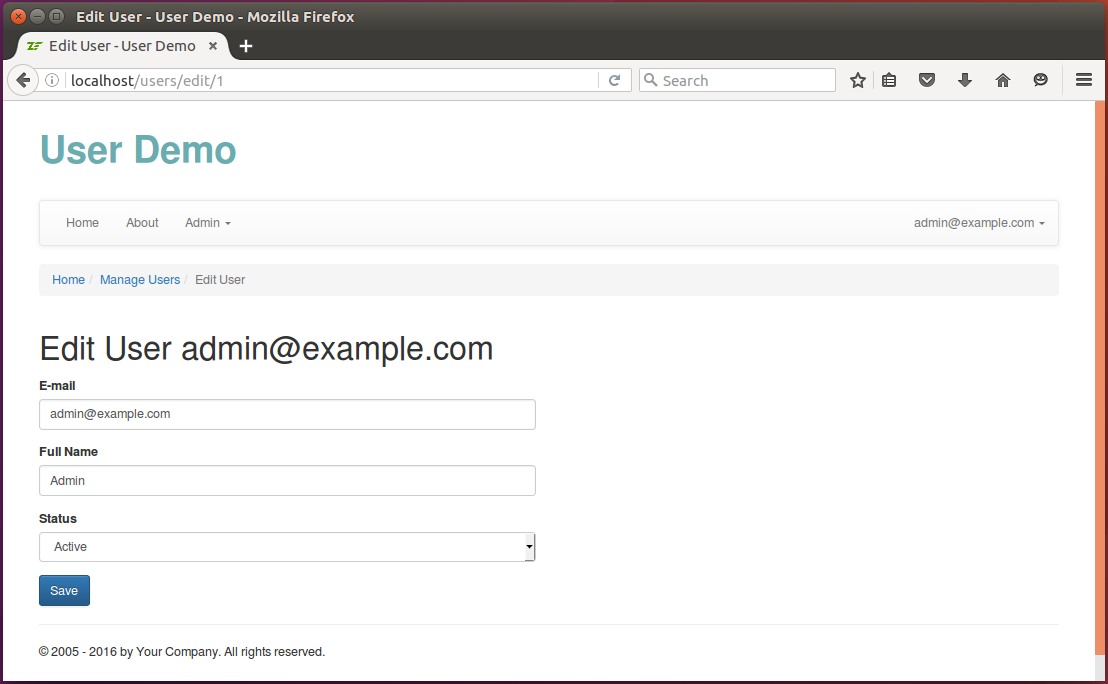 Edit User - User Demo - Mozilla Firefox
Edit User - User Demo
localhost/users/edit/1 Search
User Demo
Home About Admin admin@example.com
Home / Manage Users / Edit User
Edit User admin@example.com
E-mail
admin@example.com
Full Name
Admin
Status
Active
Save
© 2005 - 2016 by Your Company. All rights reserved.